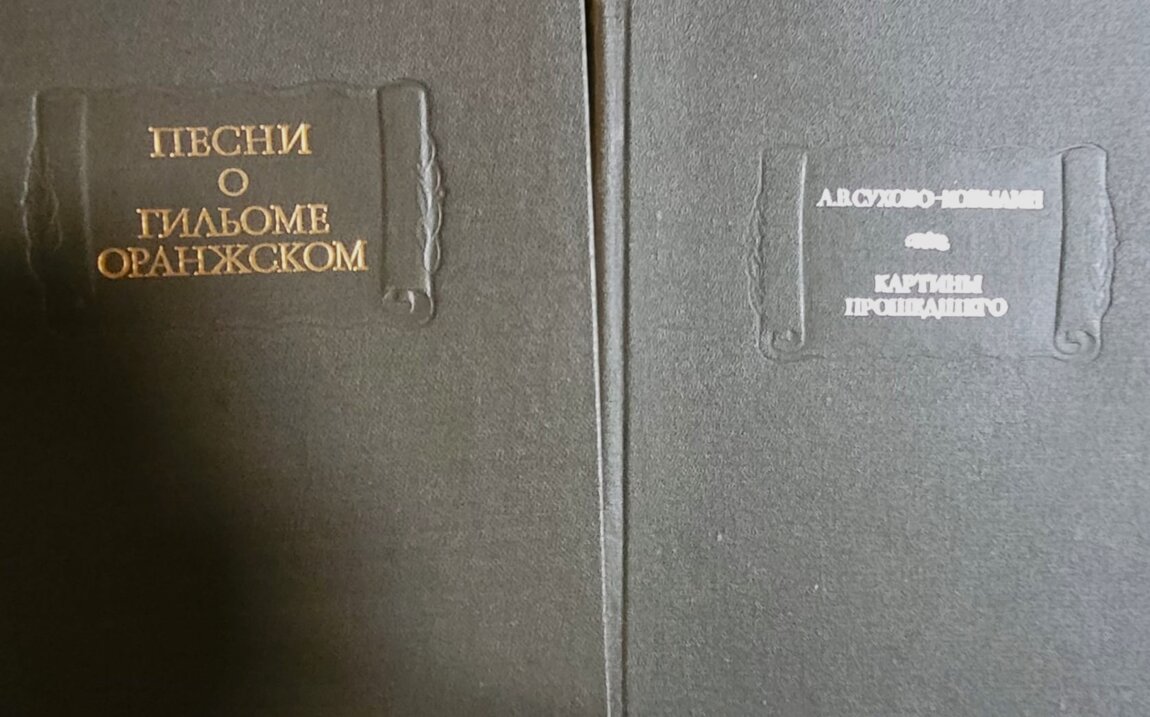 ПЕСНИ
О
ГИЛЬОМЕ
ОРАНЖСКОМ
А.В.СУХОВО-КОБЫЛИН
КАРТИНЫ
ПРОШЕДШЕГО